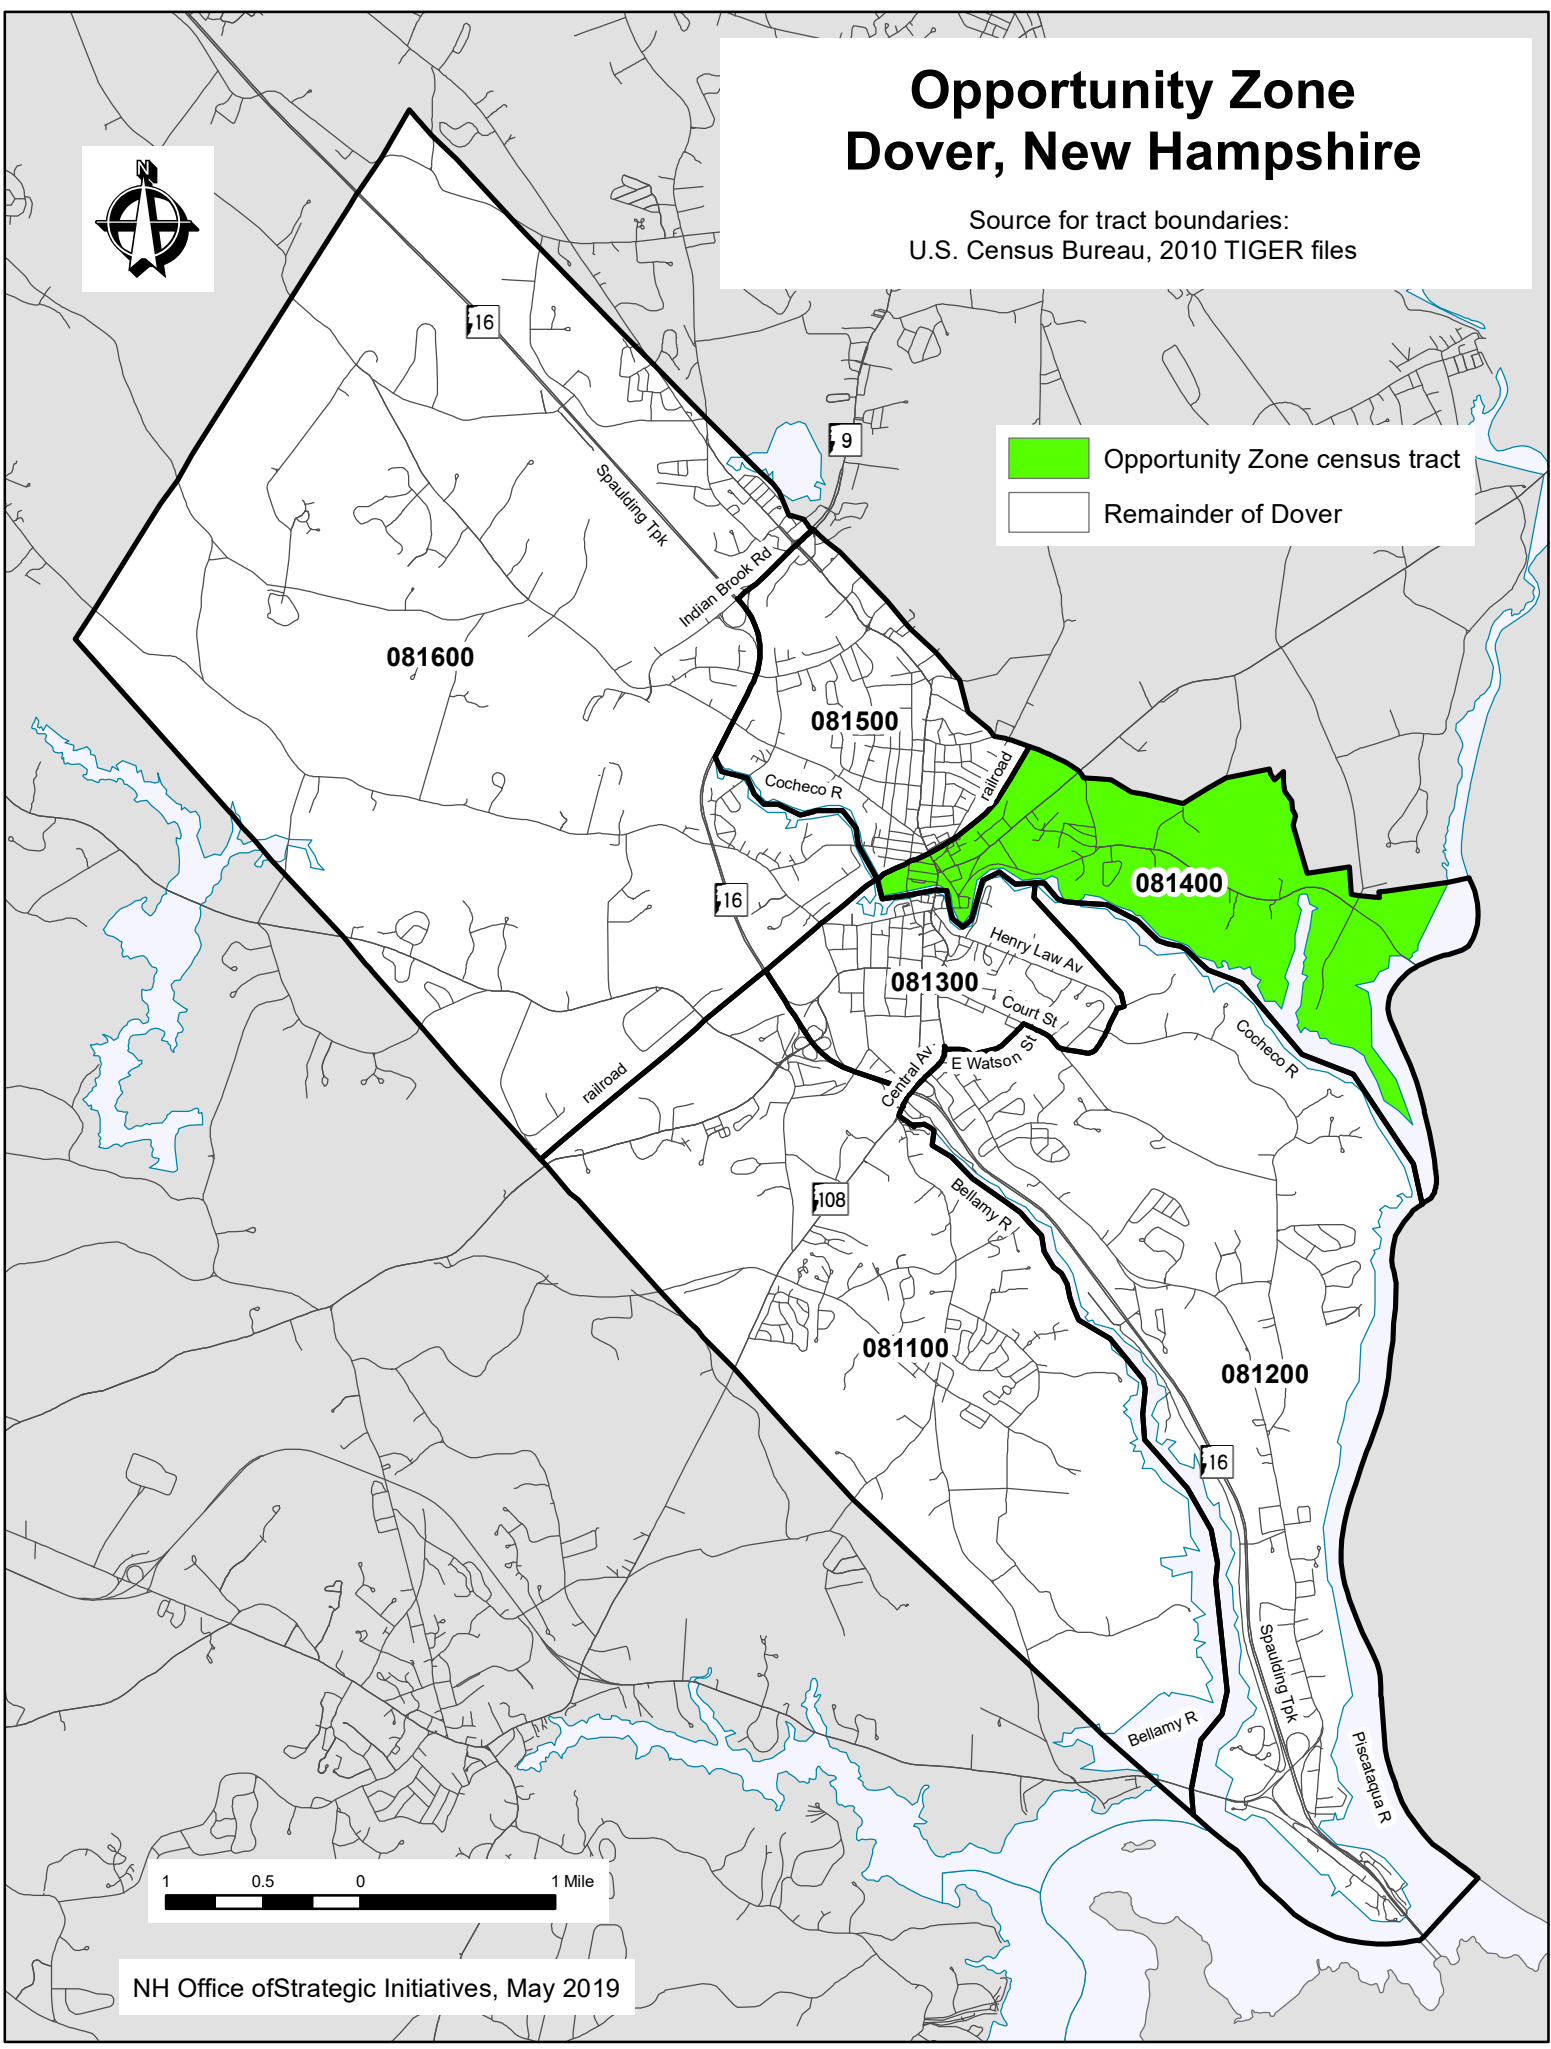 Opportunity Zone
Dover, New Hampshire
Source for tract boundaries:
U.S. Census Bureau, 2010 TIGER files
N
16
9
Opportunity Zone census tract
Remainder of Dover
Spaulding Tpk
Indian Brook Rd
081600
081500
railroad
Cocheco R
081400
16
Henry Law Av
081300
Court St
Cocheco R
E Watson St
Central Av
railroad
108
Bellamy R
081100
081200
16
Spaulding Tpk
Bellamy R
Piscataqua R
1 0.5 0 1 Mile
NH Office ofStrategic Initiatives, May 2019